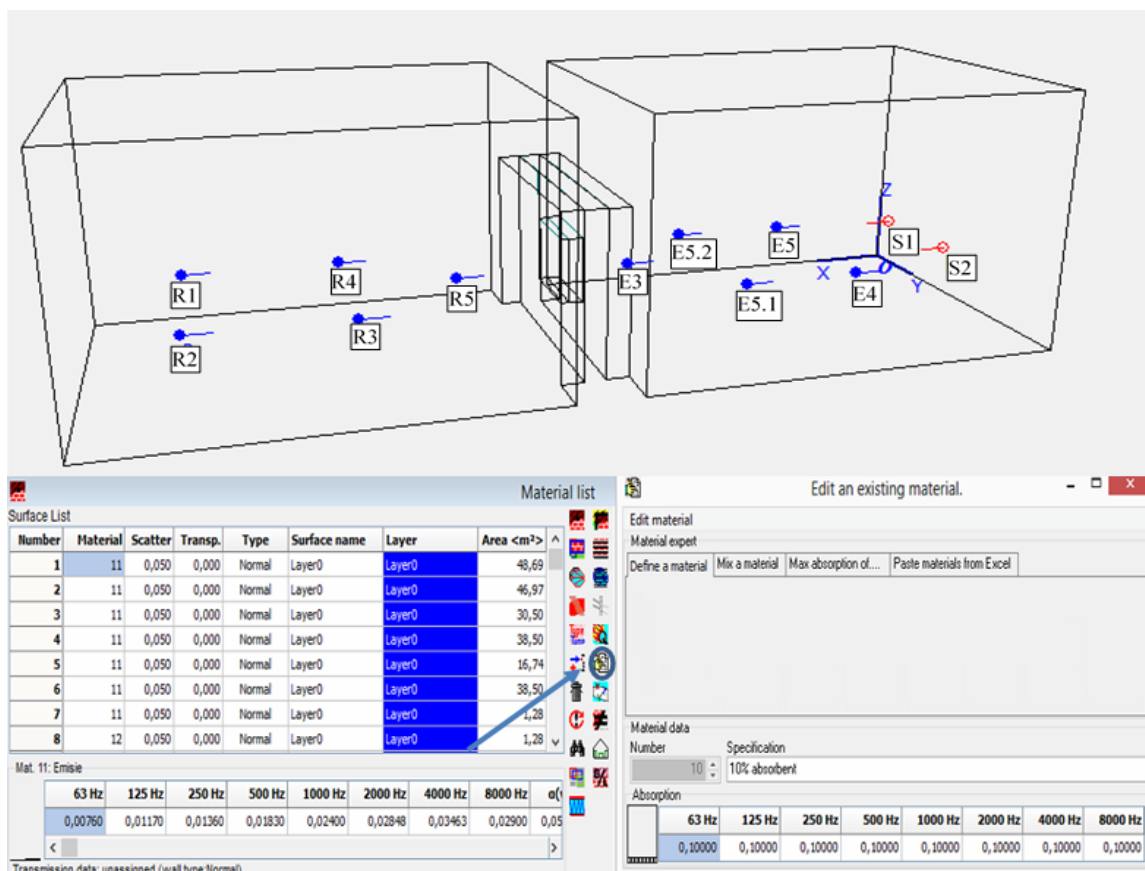 Z
S1
E5.2
E5
S2
E3
X
0
Y
R1
R4
R5
E5.1
E4
R2
R3
Material list
Surface List
Number Material Scatter Transp. Type Surface name Layer Area <m²>
1 11 0,050 0,000 Normal Layer0 Layer0 48,69
2 11 0,050 0,000 Normal Layer0 Layer0 46,97
3 11 0,050 0,000 Normal Layer0 Layer0 30,50
4 11 0,050 0,000 Normal Layer0 Layer0 38,50
5 11 0,050 0,000 Normal Layer0 Layer0 16,74
6 11 0,050 0,000 Normal Layer0 Layer0 38,50
7 11 0,050 0,000 Normal Layer0 Layer0 1,28
8 12 0,050 0,000 Normal Layer0 Layer0 1,28
Mat. 11: Emisie
63 Hz 125 Hz 250 Hz 500 Hz 1000 Hz 2000 Hz 4000 Hz 8000 Hz
0,00760 0,01170 0,01360 0,01830 0,02400 0,02848 0,03463 0,02900 0,05
Transmission data: unassigned (wall type:Normal)
Edit an existing material.
Edit material
Material expert
Define a material Mix a material Max absorption of.... Paste materials from Excel
Material data
Number Specification
10 10% absorbent
Absorption
63 Hz 125 Hz 250 Hz 500 Hz 1000 Hz 2000 Hz 4000 Hz 8000 Hz
0,10000 0,10000 0,10000 0,10000 0,10000 0,10000 0,10000 0,10000